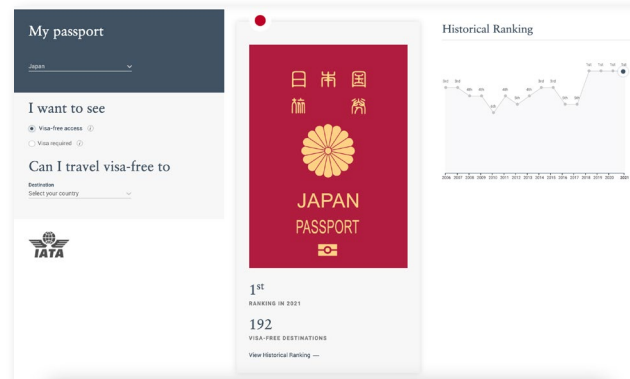 My passport
Japan
I want to see
Visa-free access
Visa required
Can I travel visa-free to
Destination
Select your country
IATA
日本国
旅券
JAPAN
PASSPORT
1st
RANKING IN 2021
192
VISA-FREE DESTINATIONS
View Historical Ranking —
Historical Ranking
2006 2007 2008 2009 2010 2011 2012 2013 2014 2015 2016 2017 2018 2019 2020 2021